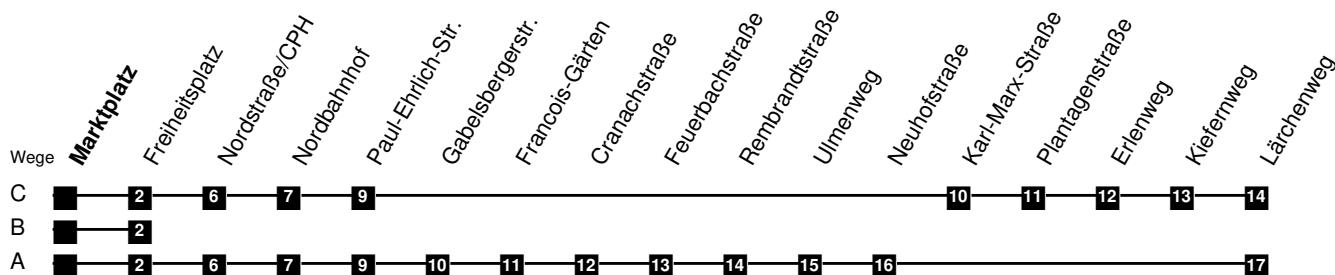 Marktplatz
Freiheitsplatz
Nordstraße/CPH
Nordbahnhof
Paul-Ehrlich-Str.
Gabelsbergerstr.
Francois-Gärten
Cranachstraße
Feuerbachstraße
Rembrandtstraße
Ulmenweg
Neuhofstraße
Karl-Marx-Straße
Plantagenstraße
Erlenweg
Kiefernweg
Lärchenweg
Wege
C 2 6 7 9 10 11 12 13 14
B 2
A 2 6 7 9 10 11 12 13 14 15 16 17